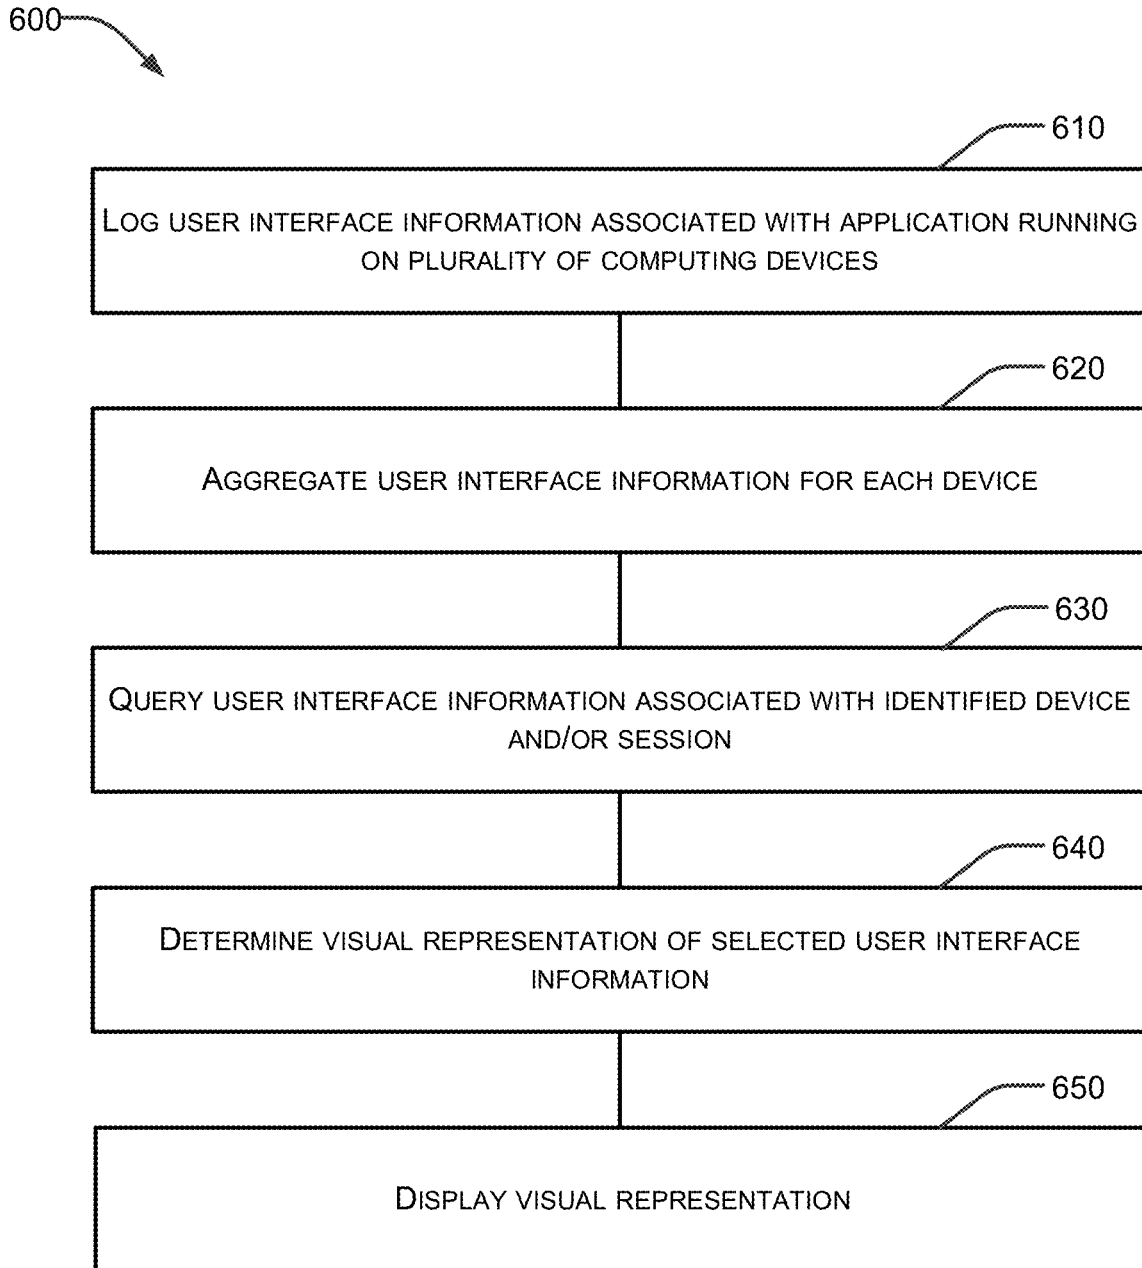 600
610
LOG USER INTERFACE INFORMATION ASSOCIATED WITH APPLICATION RUNNING
ON PLURALITY OF COMPUTING DEVICES
620
AGGREGATE USER INTERFACE INFORMATION FOR EACH DEVICE
630
QUERY USER INTERFACE INFORMATION ASSOCIATED WITH IDENTIFIED DEVICE
AND/OR SESSION
640
DETERMINE VISUAL REPRESENTATION OF SELECTED USER INTERFACE
INFORMATION
650
DISPLAY VISUAL REPRESENTATION